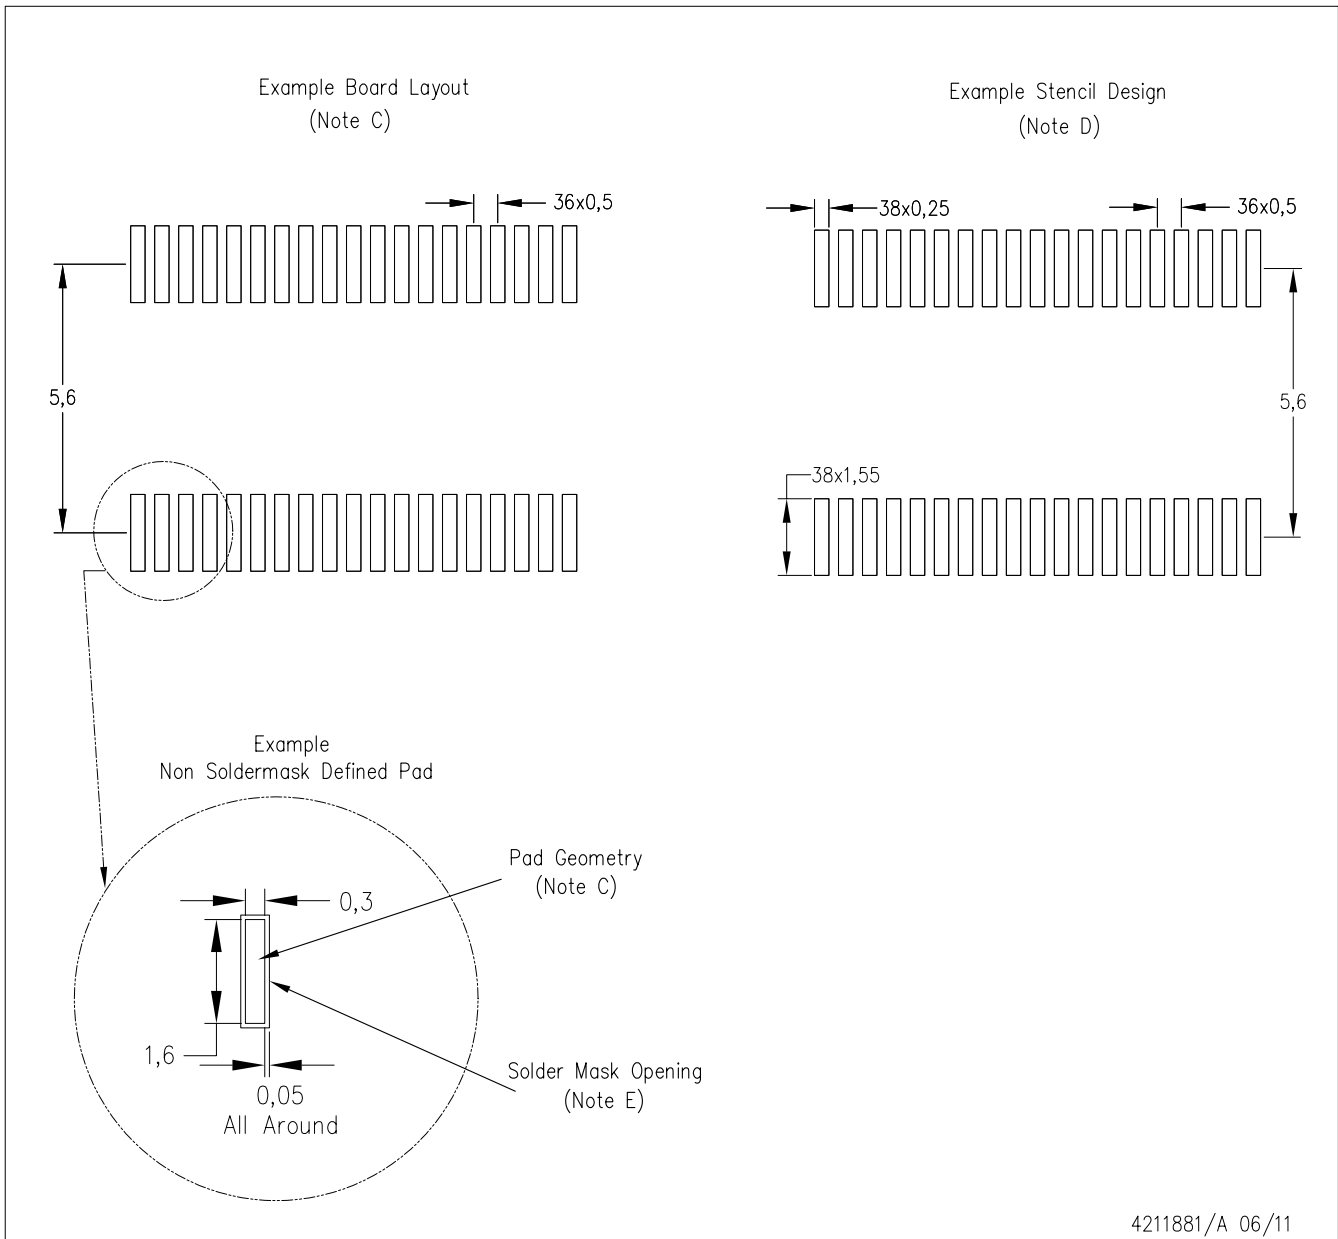 Example Board Layout
(Note C)
36x0,5
5,6
Example Stencil Design
(Note D)
38x0,25
36x0,5
5,6
38x1,55
Example
Non Soldermask Defined Pad
Pad Geometry
(Note C)
0,3
1,6
0,05
All Around
Solder Mask Opening
(Note E)
4211881/A 06/11